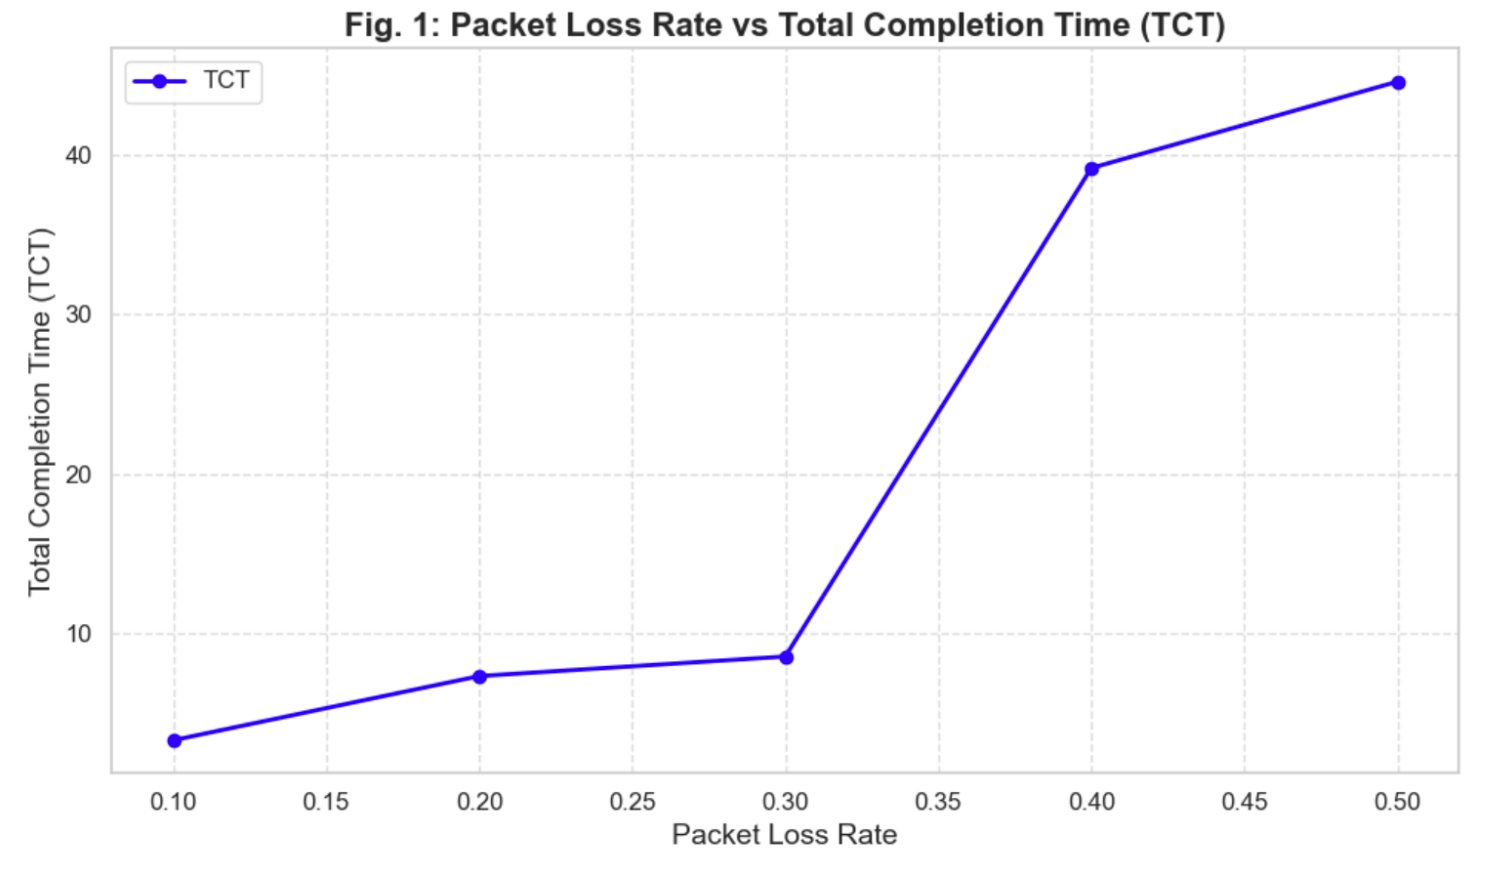 Fig. 1: Packet Loss Rate vs Total Completion Time (TCT)
TCT
Total Completion Time (TCT)
40
30
20
10
0.10 0.15 0.20 0.25 0.30 0.35 0.40 0.45 0.50
Packet Loss Rate